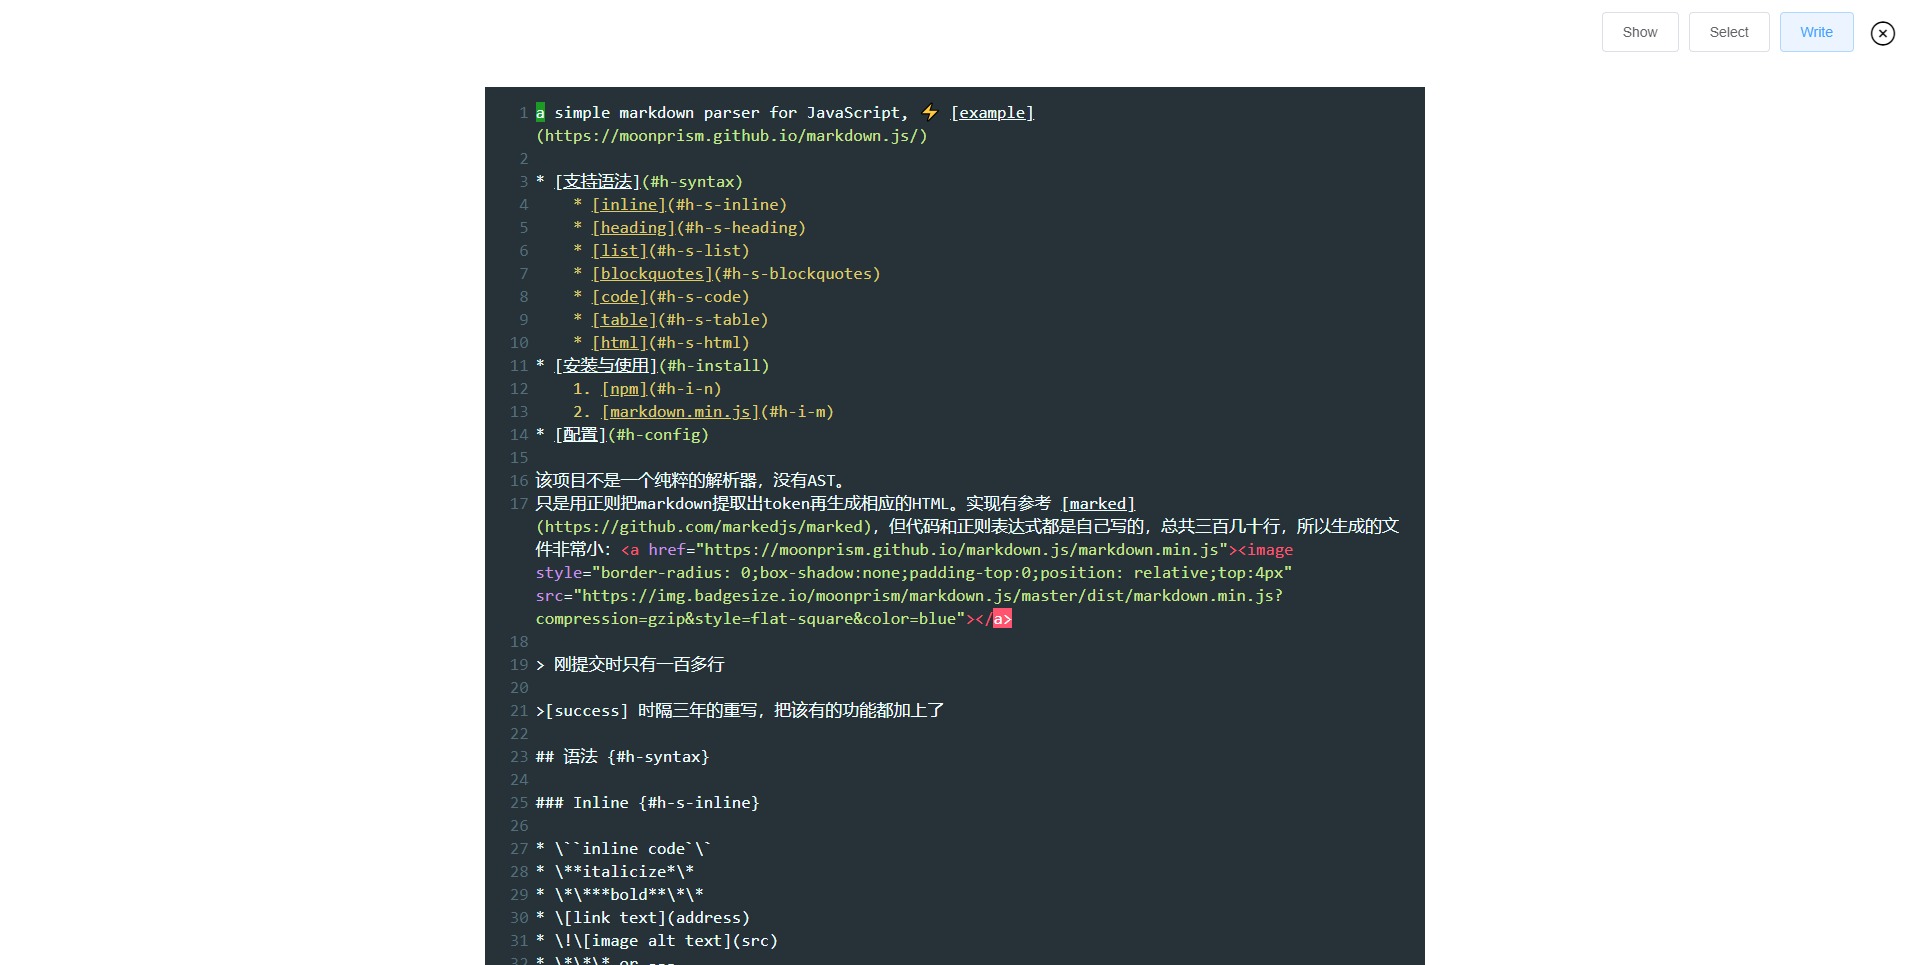 Show
Select
Write
1 a simple markdown parser for JavaScript, ⚡ [example]
(https://moonprism.github.io/markdown.js/)
2
3 * [支持语法](#h-syntax)
4     * [inline](#h-s-inline)
5     * [heading](#h-s-heading)
6     * [list](#h-s-list)
7     * [blockquotes](#h-s-blockquotes)
8     * [code](#h-s-code)
9     * [table](#h-s-table)
10     * [html](#h-s-html)
11 * [安装与使用](#h-install)
12     1. [npm](#h-i-n)
13     2. [markdown.min.js](#h-i-m)
14 * [配置](#h-config)
15
16 该项目不是一个纯粹的解析器，没有AST。
17 只是用正则把markdown提取出token再生成相应的HTML。实现有参考 [marked]
(https://github.com/markedjs/marked)，但代码和正则表达式都是自己写的，总共三百几十行，所以生成的文
件非常小：<a href="https://moonprism.github.io/markdown.js/markdown.min.js"><image
style="border-radius: 0;box-shadow:none;padding-top:0;position: relative;top:4px"
src="https://img.badgesize.io/moonprism/markdown.js/master/dist/markdown.min.js?
compression=gzip&style=flat-square&color=blue"></a>
18
19 > 刚提交时只有一百多行
20
21 >[success] 时隔三年的重写，把该有的功能都加上了
22
23 ## 语法 {#h-syntax}
24
25 ### Inline {#h-s-inline}
26
27 * \``inline code`\`
28 * \**italicize*\*
29 * \*\***bold**\*\*
30 * \[link text](address)
31 * \!\[image alt text](src)
32 * \*\*\* or ---